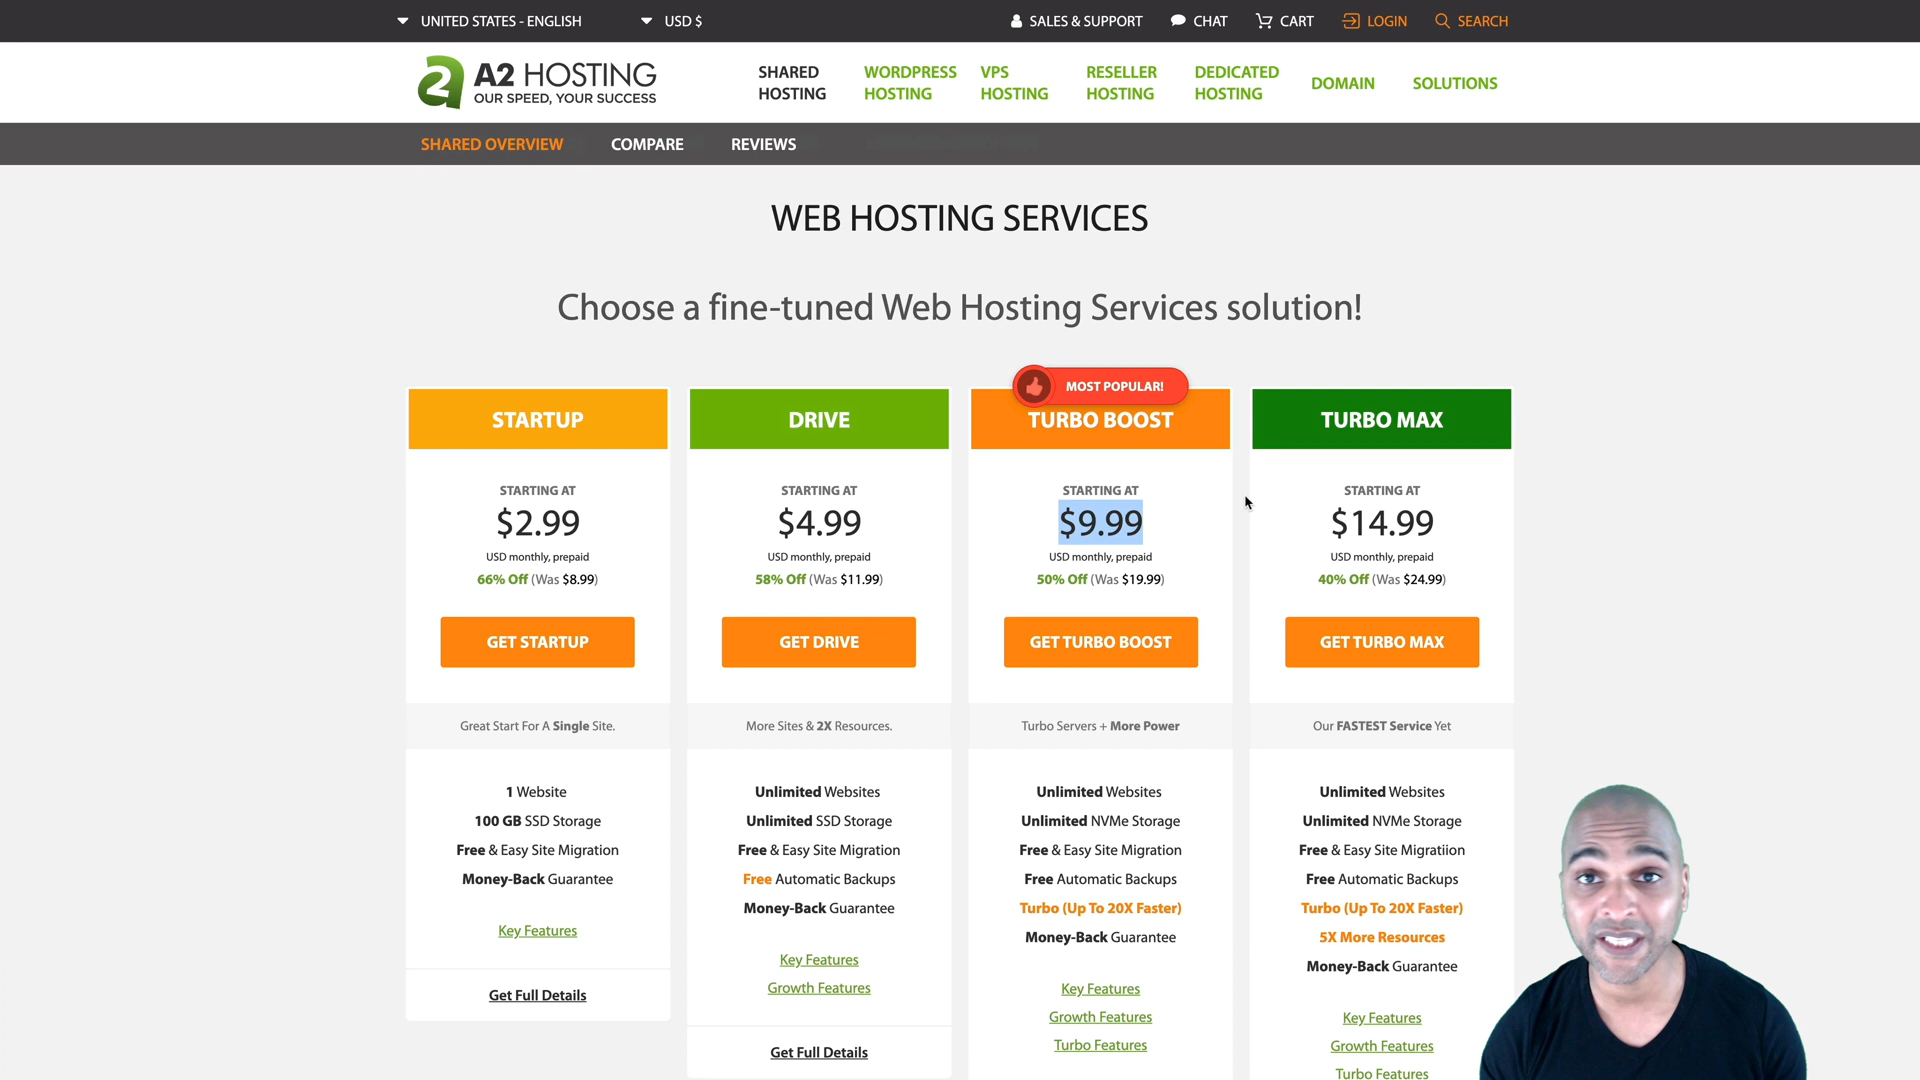 UNITED STATES - ENGLISH
USD $
SALES & SUPPORT
CHAT
CART
LOGIN
SEARCH
A2 HOSTING
OUR SPEED, YOUR SUCCESS
SHARED
HOSTING
WORDPRESS
HOSTING
VPS
HOSTING
RESELLER
HOSTING
DEDICATED
HOSTING
DOMAIN
SOLUTIONS
SHARED OVERVIEW
COMPARE
REVIEWS
WEB HOSTING SERVICES
Choose a fine-tuned Web Hosting Services solution!
STARTUP
STARTING AT
$2.99
USD monthly, prepaid
66% Off (Was $8.99)
GET STARTUP
Great Start For A Single Site.
1 Website
100 GB SSD Storage
Free & Easy Site Migration
Money-Back Guarantee
Key Features
Get Full Details
DRIVE
STARTING AT
$4.99
USD monthly, prepaid
58% Off (Was $11.99)
GET DRIVE
More Sites & 2X Resources.
Unlimited Websites
Unlimited SSD Storage
Free & Easy Site Migration
Free Automatic Backups
Money-Back Guarantee
Key Features
Growth Features
Get Full Details
MOST POPULAR!
TURBO BOOST
STARTING AT
$9.99
USD monthly, prepaid
50% Off (Was $19.99)
GET TURBO BOOST
Turbo Servers + More Power
Unlimited Websites
Unlimited NVMe Storage
Free & Easy Site Migration
Free Automatic Backups
Turbo (Up To 20X Faster)
Money-Back Guarantee
Key Features
Growth Features
Turbo Features
TURBO MAX
STARTING AT
$14.99
USD monthly, prepaid
40% Off (Was $24.99)
GET TURBO MAX
Our FASTEST Service Yet
Unlimited Websites
Unlimited NVMe Storage
Free & Easy Site Migratiion
Free Automatic Backups
Turbo (Up To 20X Faster)
5X More Resources
Money-Back Guarantee
Key Features
Growth Features
Turbo Features